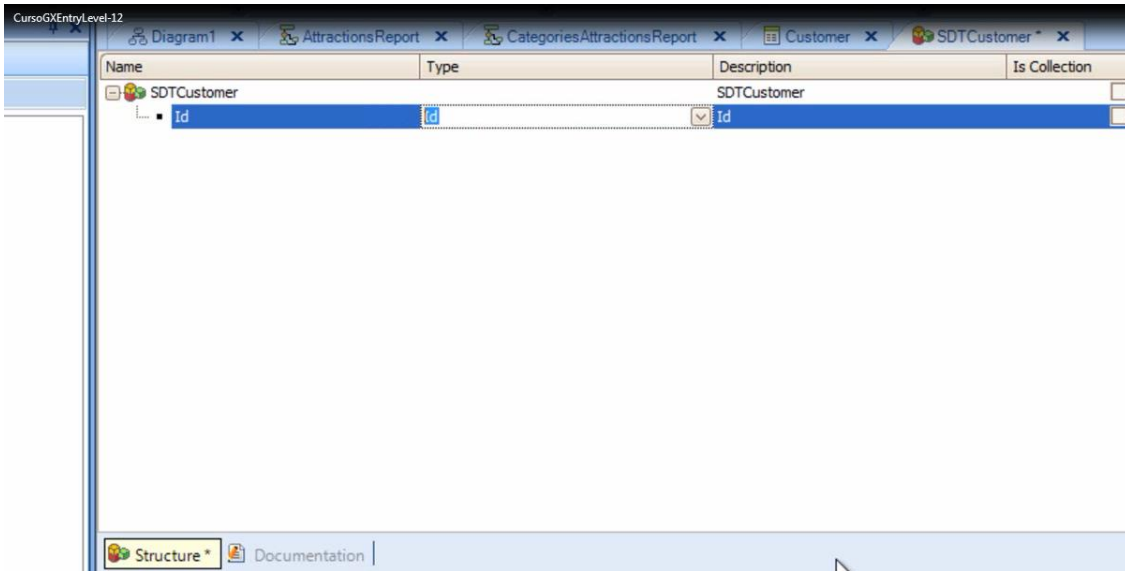 CursoGXEntryLevel-12
Diagram1 AttractionsReport CategoriesAttractionsReport Customer SDTCustomer *
Name Type Description Is Collection
SDTCustomer SDTCustomer
Id Id Id
Structure * Documentation